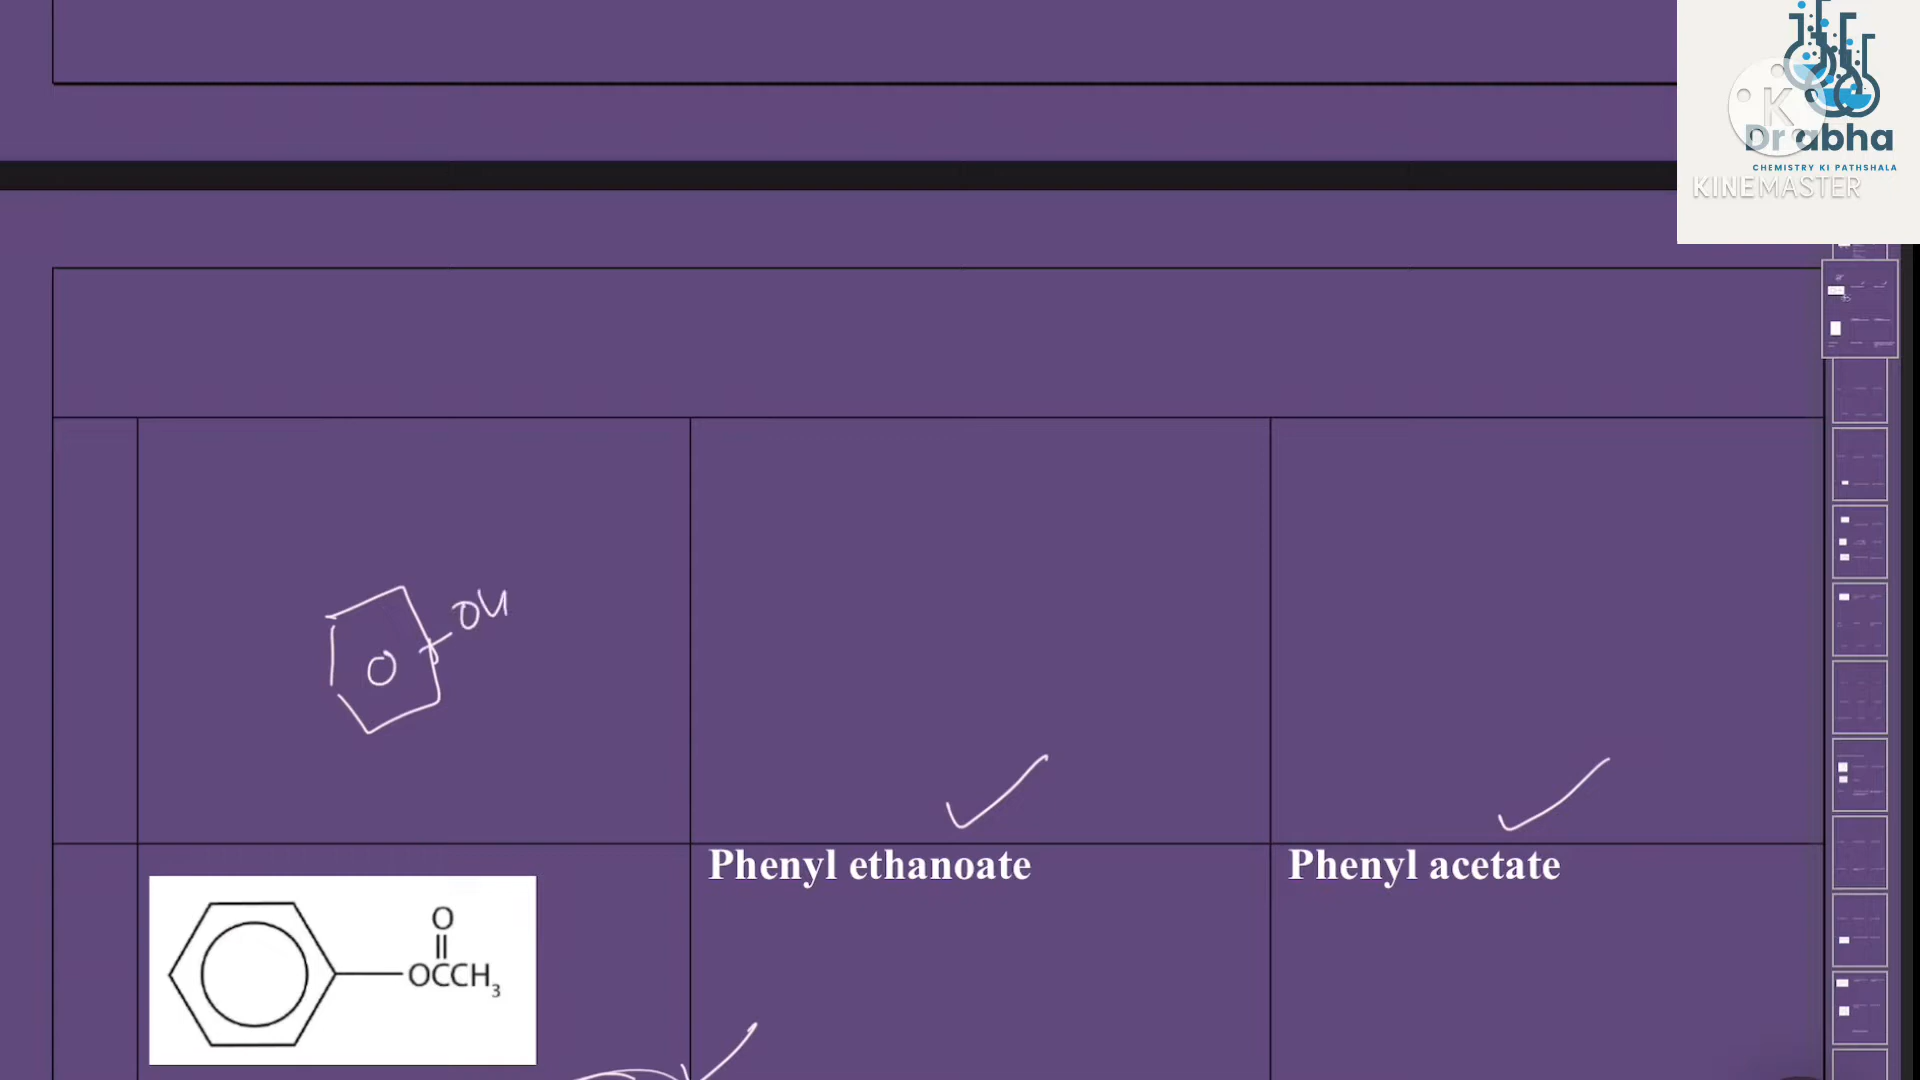 Dr abha
CHEMISTRY KI PATHSHALA
K
KINEMASTER
OH
O
Phenyl ethanoate
Phenyl acetate
O
OCCH3